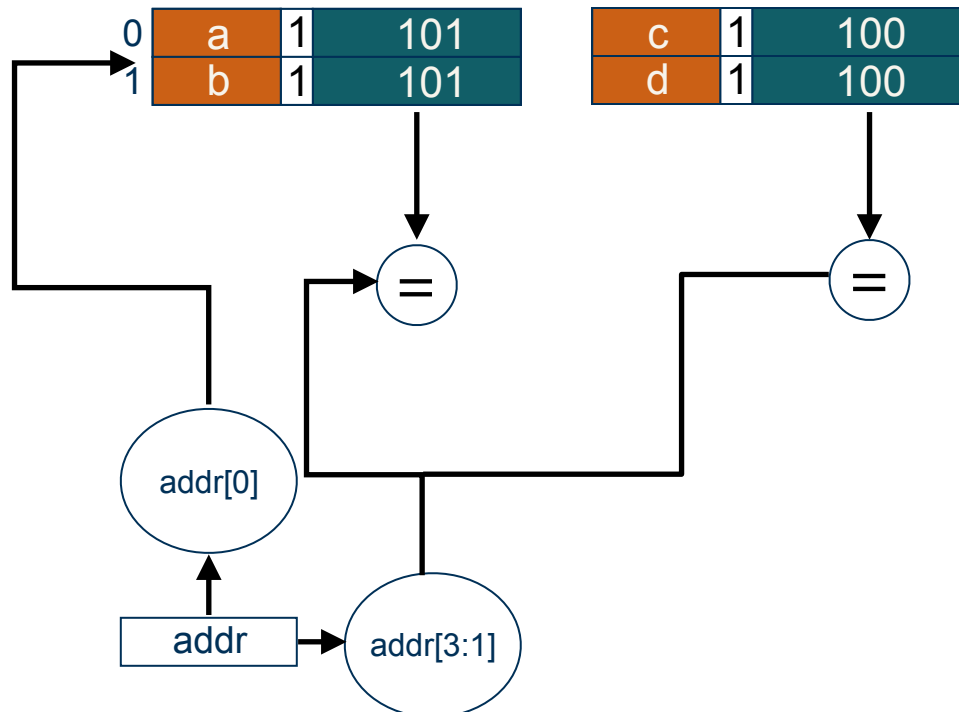 0 a 1 101 c 1 100
1 b 1 101 d 1 100
= =
addr[0]
addr addr[3:1]